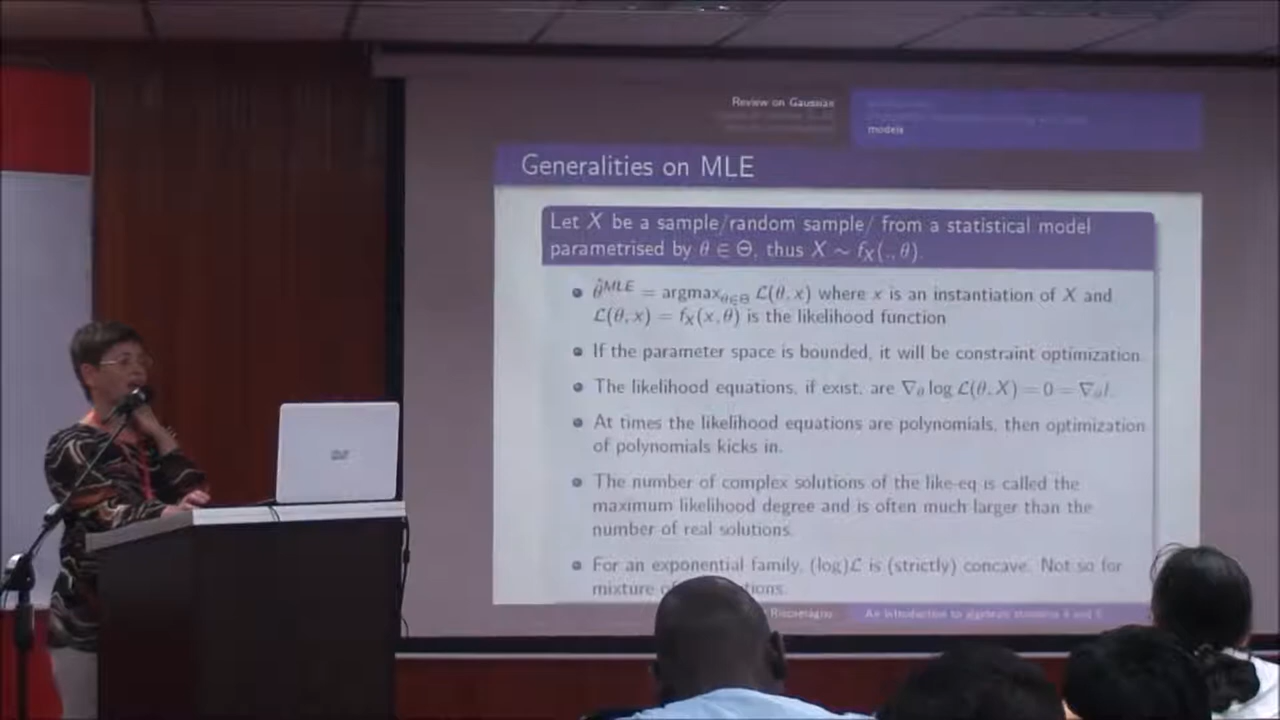 Review on Gaussian
models
Generalities on MLE
Let X be a sample/random sample/ from a statistical model
parametrised by θ ∈ Θ, thus X ∼ f_X(., θ).
θ̂^MLE = argmax_θ∈Θ L(θ, x) where x is an instantiation of X and
L(θ, x) = f_X(x, θ) is the likelihood function
If the parameter space is bounded, it will be constraint optimization
The likelihood equations, if exist, are ∇_θ log L(θ, X) = 0 = ∇_θ l.
At times the likelihood equations are polynomials, then optimization
of polynomials kicks in.
The number of complex solutions of the like-eq is called the
maximum likelihood degree and is often much larger than the
number of real solutions.
For an exponential family, (log)L is (strictly) concave. Not so for
mixture
Riccomagno
An introduction to algebraic statistics